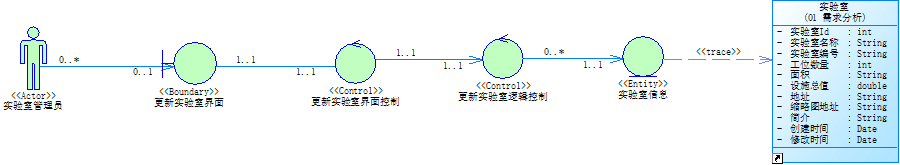 <<Actor>>
实验室管理员
0..*
0..1
<<Boundary>>
更新实验室界面
1..1
1..1
<<Control>>
更新实验室界面控制
1..1
1..1
<<Control>>
更新实验室逻辑控制
0..*
1..1
<<Entity>>
实验室信息
<<trace>>
实验室
(01 需求分析)
- 实验室Id : int
- 实验室名称 : String
- 实验室编号 : String
- 工位数量 : int
- 面积 : String
- 设施总值 : double
- 地址 : String
- 缩略图地址 : String
- 简介 : String
- 创建时间 : Date
- 修改时间 : Date